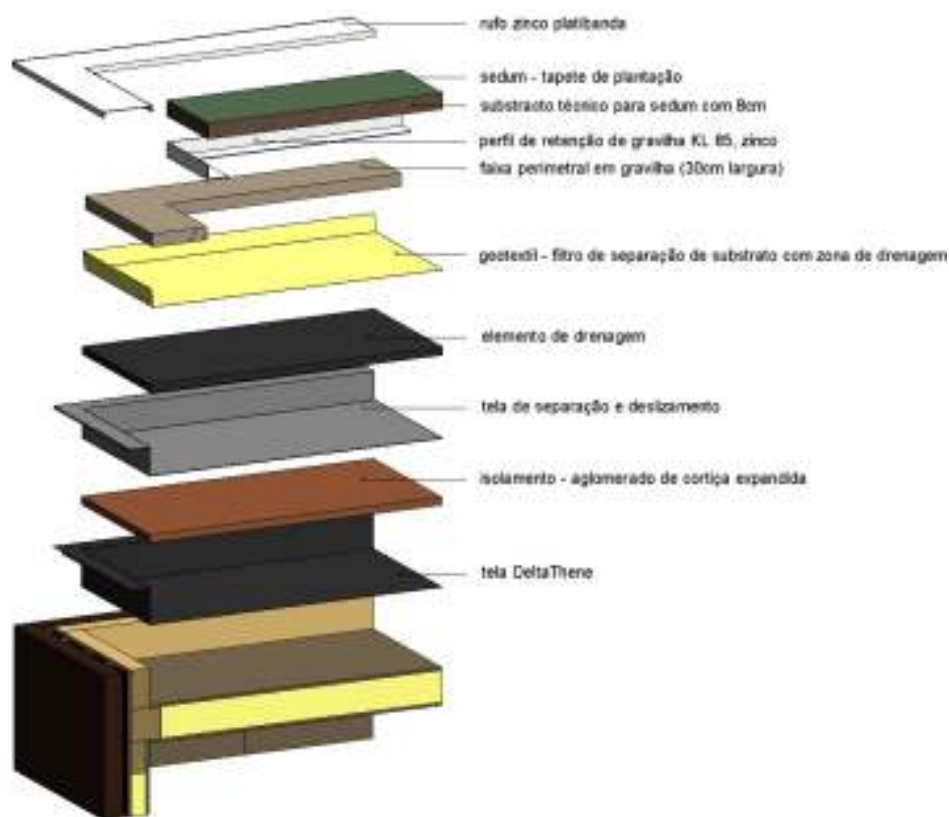 rufo zinco platibanda
sedum - tapete de plantação
substracto técnico para sedum com 8cm
perfil de retenção de gravilha KL 85, zinco
faixa perimetral em gravilha (30cm largura)
geotextil - filtro de separação de substrato com zona de drenagem
elemento de drenagem
tela de separação e deslizamento
isolamento - aglomerado de cortiça expandida
tela DeltaThene